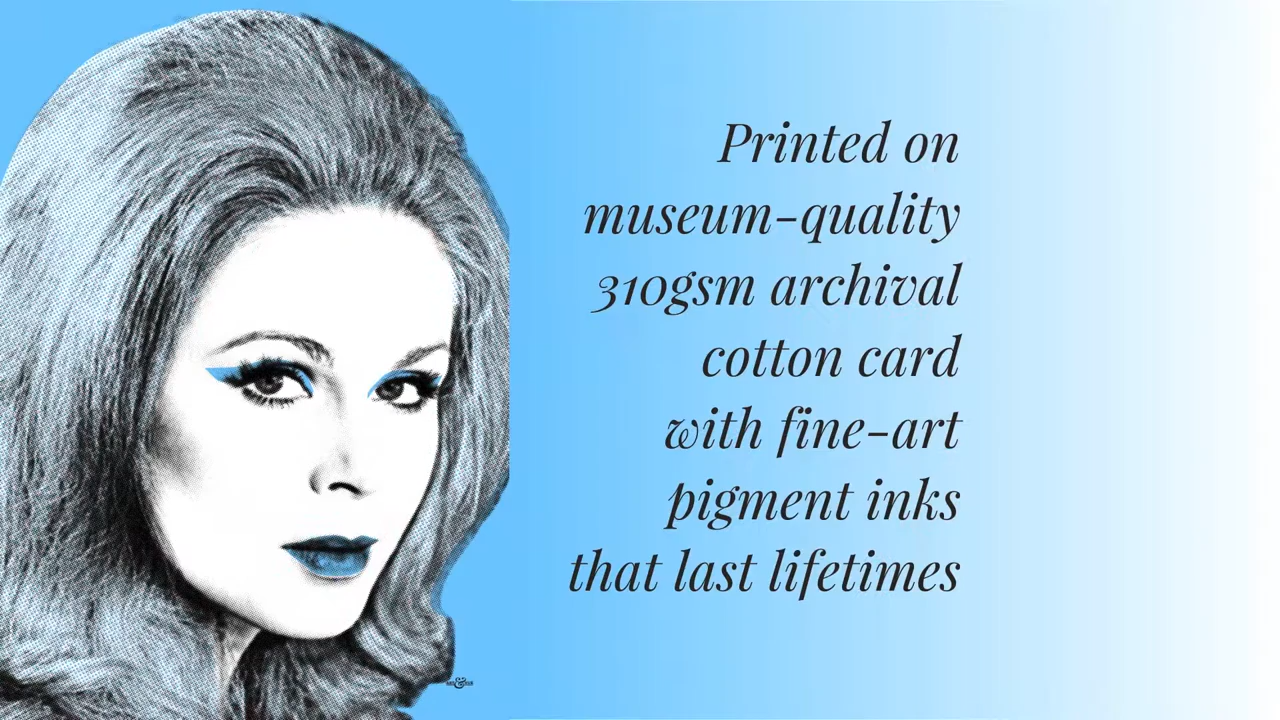 Printed on
museum-quality
310gsm archival
cotton card
with fine-art
pigment inks
that last lifetimes